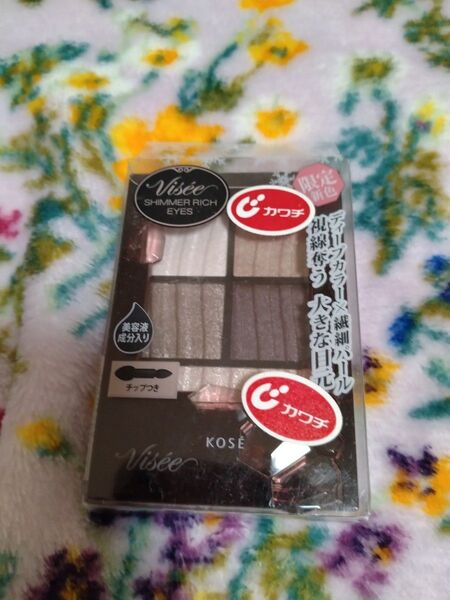 Visée
SHIMMER RICH
EYES
カワチ
限定
新色
ディープカラー×繊細パール
視線奪う 大きな目元
美容液
成分入り
チップつき
カワチ
KOSÉ
Visée